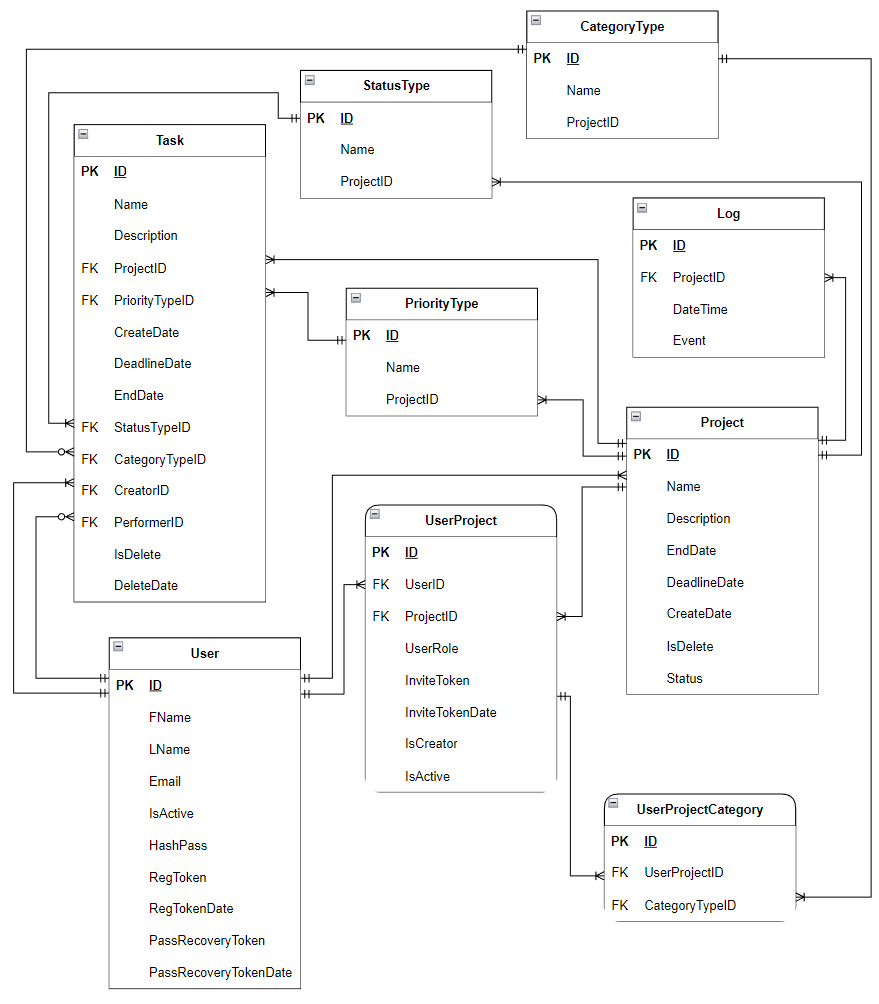 CategoryType
PK ID
Name
ProjectID
StatusType
PK ID
Name
ProjectID
Task
PK ID
Name
Description
FK ProjectID
FK PriorityTypeID
CreateDate
DeadlineDate
EndDate
FK StatusTypeID
FK CategoryTypeID
FK CreatorID
FK PerformerID
IsDelete
DeleteDate
Log
PK ID
FK ProjectID
DateTime
Event
PriorityType
PK ID
Name
ProjectID
Project
PK ID
Name
Description
EndDate
DeadlineDate
CreateDate
IsDelete
Status
UserProject
PK ID
FK UserID
FK ProjectID
UserRole
InviteToken
InviteTokenDate
IsCreator
IsActive
User
PK ID
FName
LName
Email
IsActive
HashPass
RegToken
RegTokenDate
PassRecoveryToken
PassRecoveryTokenDate
UserProjectCategory
PK ID
FK UserProjectID
FK CategoryTypeID